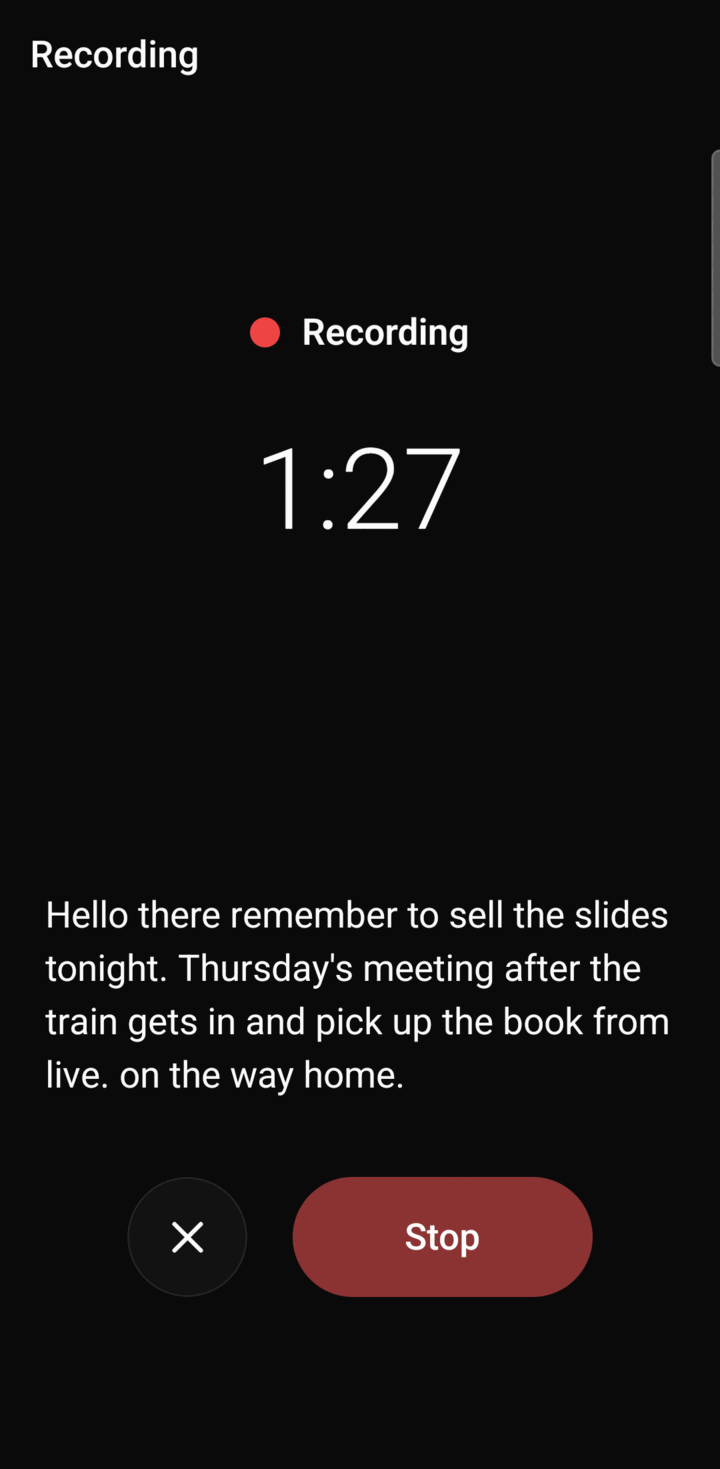 Recording
Recording
1:27
Hello there remember to sell the slides
tonight. Thursday's meeting after the
train gets in and pick up the book from
live. on the way home.
Stop